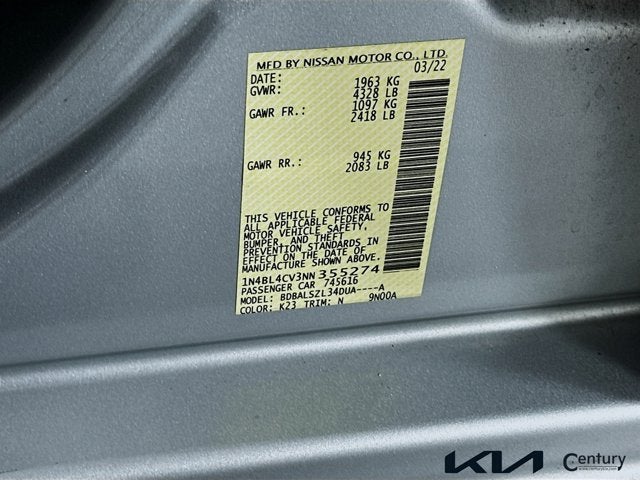 MFD BY NISSAN MOTOR CO., LTD.
DATE: 03/22
GVWR: 1963 KG
4328 LB
GAWR FR.: 1097 KG
2418 LB
GAWR RR.: 945 KG
2083 LB
THIS VEHICLE CONFORMS TO
ALL APPLICABLE FEDERAL
MOTOR VEHICLE SAFETY,
BUMPER, AND THEFT
PREVENTION STANDARDS IN
EFFECT ON THE DATE OF
MANUFACTURE SHOWN ABOVE.
1N4BL4CV3NN355274
PASSENGER CAR 745616
MODEL: BDBALSZL34DUA----A
COLOR: K23 TRIM: N 9N00A
KIA Century